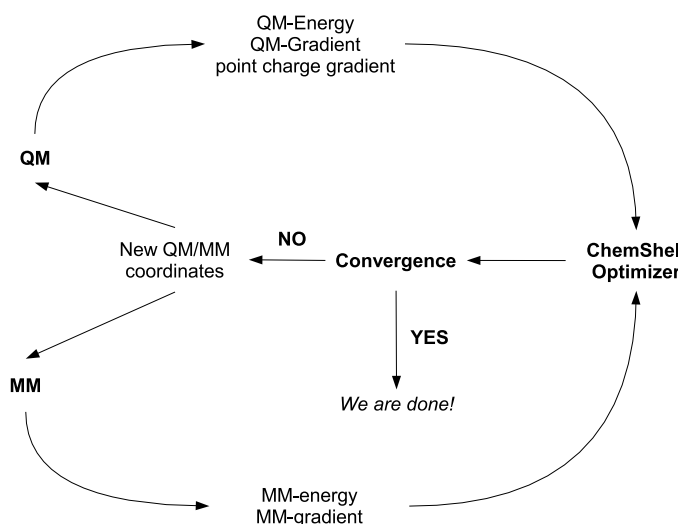 QM-Energy
QM-Gradient
point charge gradient
QM
New QM/MM
coordinates
NO
Convergence
ChemShell
Optimizer
YES
MM
We are done!
MM-energy
MM-gradient